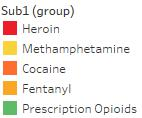 Sub1 (group)
Heroin
Methamphetamine
Cocaine
Fentanyl
Prescription Opioids